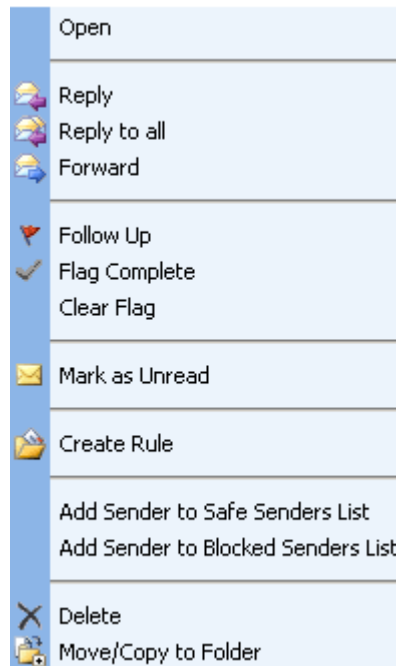 Open
Reply
Reply to all
Forward
Follow Up
Flag Complete
Clear Flag
Mark as Unread
Create Rule
Add Sender to Safe Senders List
Add Sender to Blocked Senders List
Delete
Move/Copy to Folder